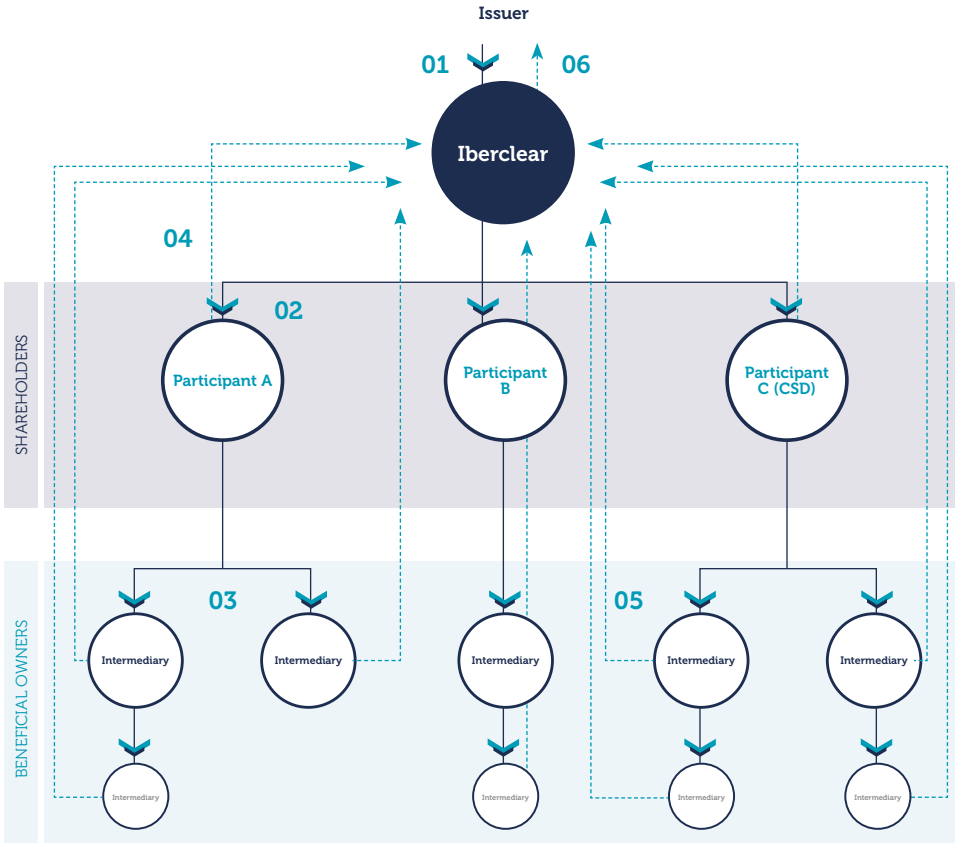 Issuer
01
06
Iberclear
04
02
SHAREHOLDERS
Participant A
Participant
B
Participant
C (CSD)
03
05
BENEFICIAL OWNERS
Intermediary
Intermediary
Intermediary
Intermediary
Intermediary
Intermediary
Intermediary
Intermediary
Intermediary